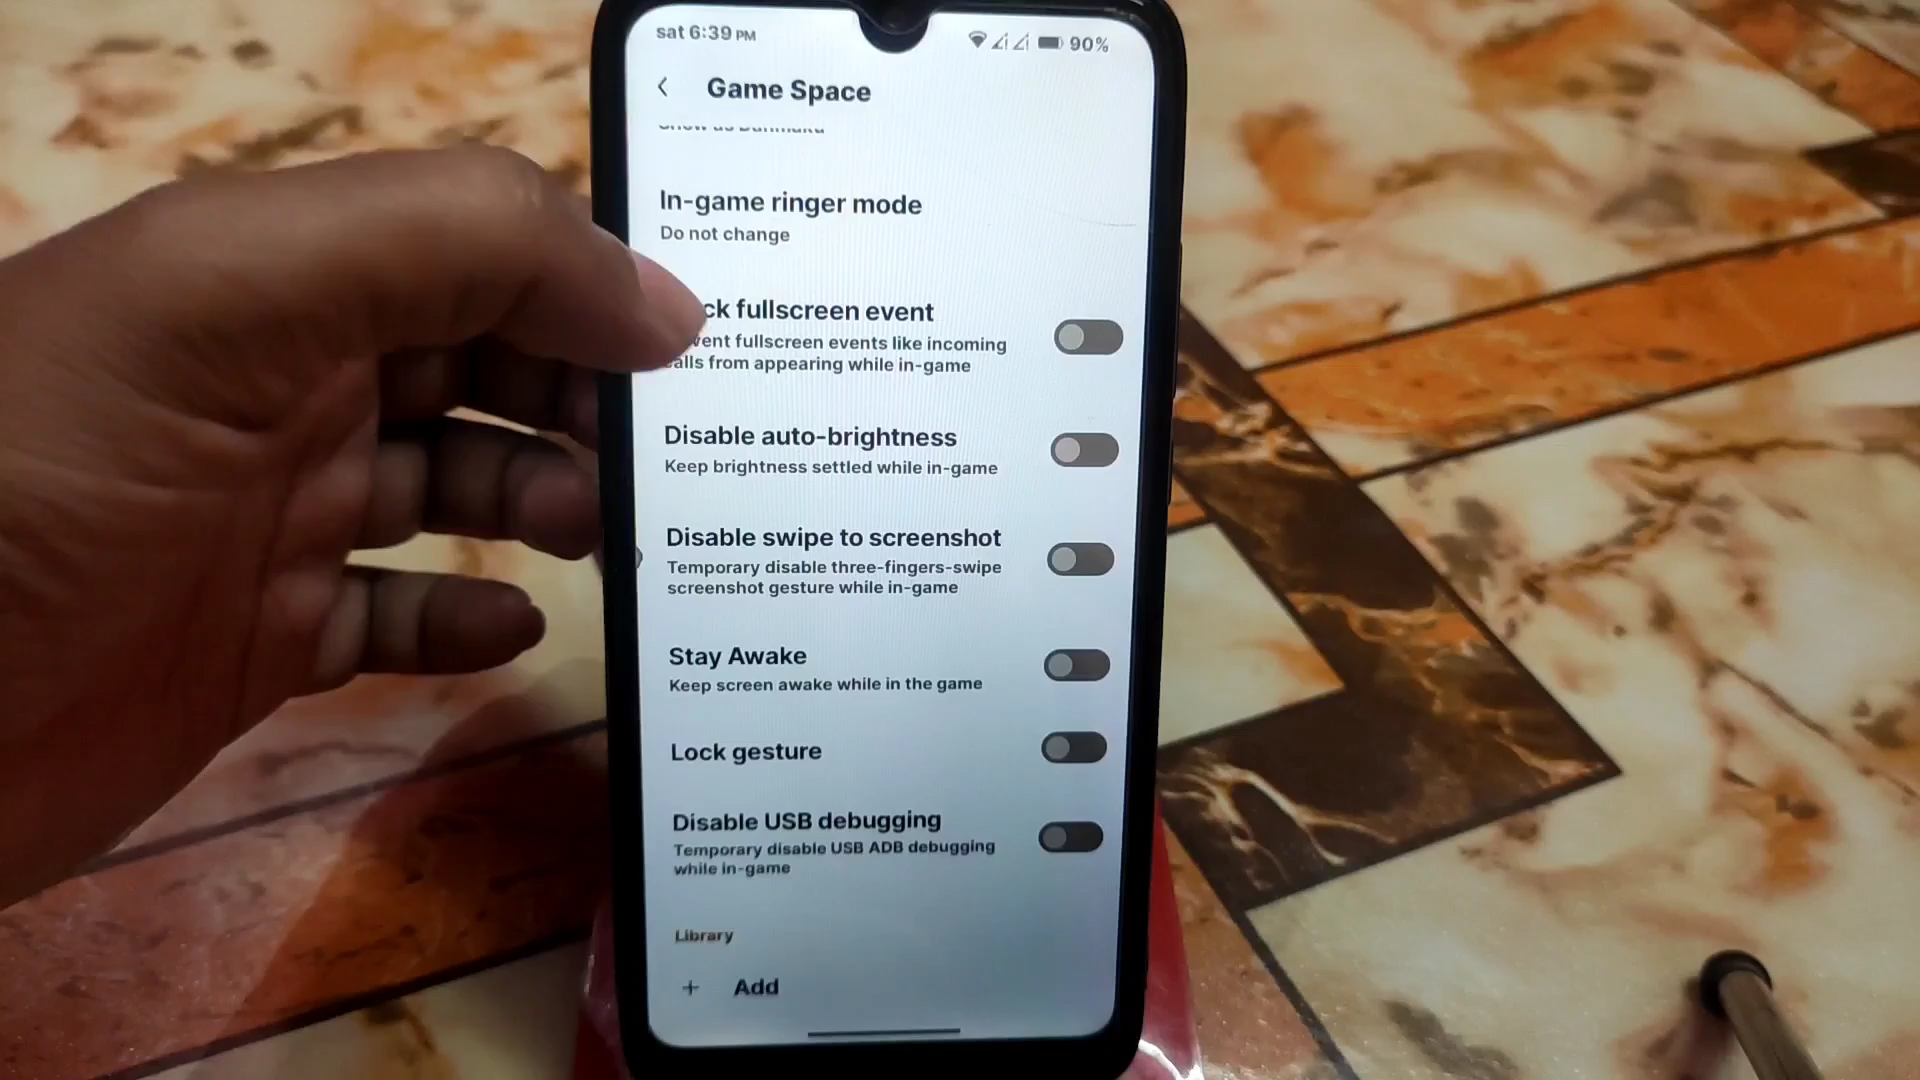 sat 6:39 PM
90%
Game Space
Show as Danmaku
In-game ringer mode
Do not change
ck fullscreen event
vent fullscreen events like incoming
alls from appearing while in-game
Disable auto-brightness
Keep brightness settled while in-game
Disable swipe to screenshot
Temporary disable three-fingers-swipe
screenshot gesture while in-game
Stay Awake
Keep screen awake while in the game
Lock gesture
Disable USB debugging
Temporary disable USB ADB debugging
while in-game
Library
+ Add